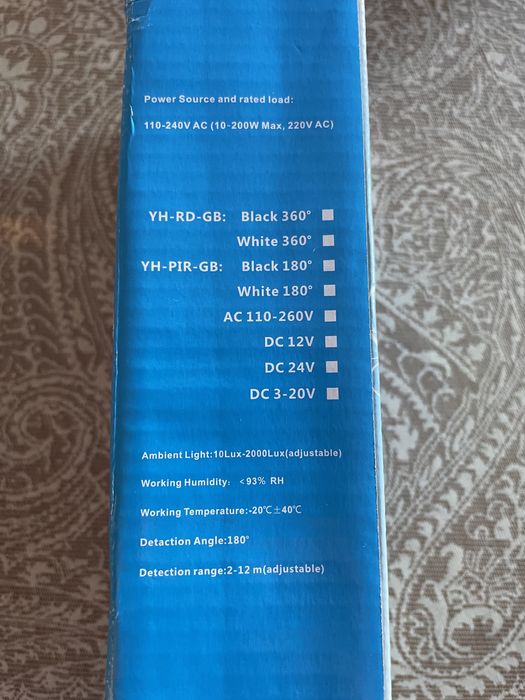 Power Source and rated load:
110-240V AC (10-200W Max, 220V AC)
YH-RD-GB: Black 360°
White 360°
YH-PIR-GB: Black 180°
White 180°
AC 110-260V
DC 12V
DC 24V
DC 3-20V
Ambient Light:10Lux-2000Lux(adjustable)
Working Humidity: <93% RH
Working Temperature:-20℃±40℃
Detaction Angle:180°
Detection range:2-12 m(adjustable)